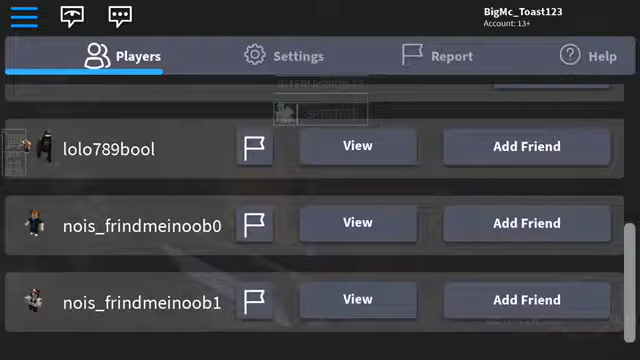 BigMc_Toast123
Account: 13+
Players
Settings
Report
Help
INTERMISSION
lolo789bool
View
Add Friend
nois_frindmeinoob0
View
Add Friend
nois_frindmeinoob1
View
Add Friend